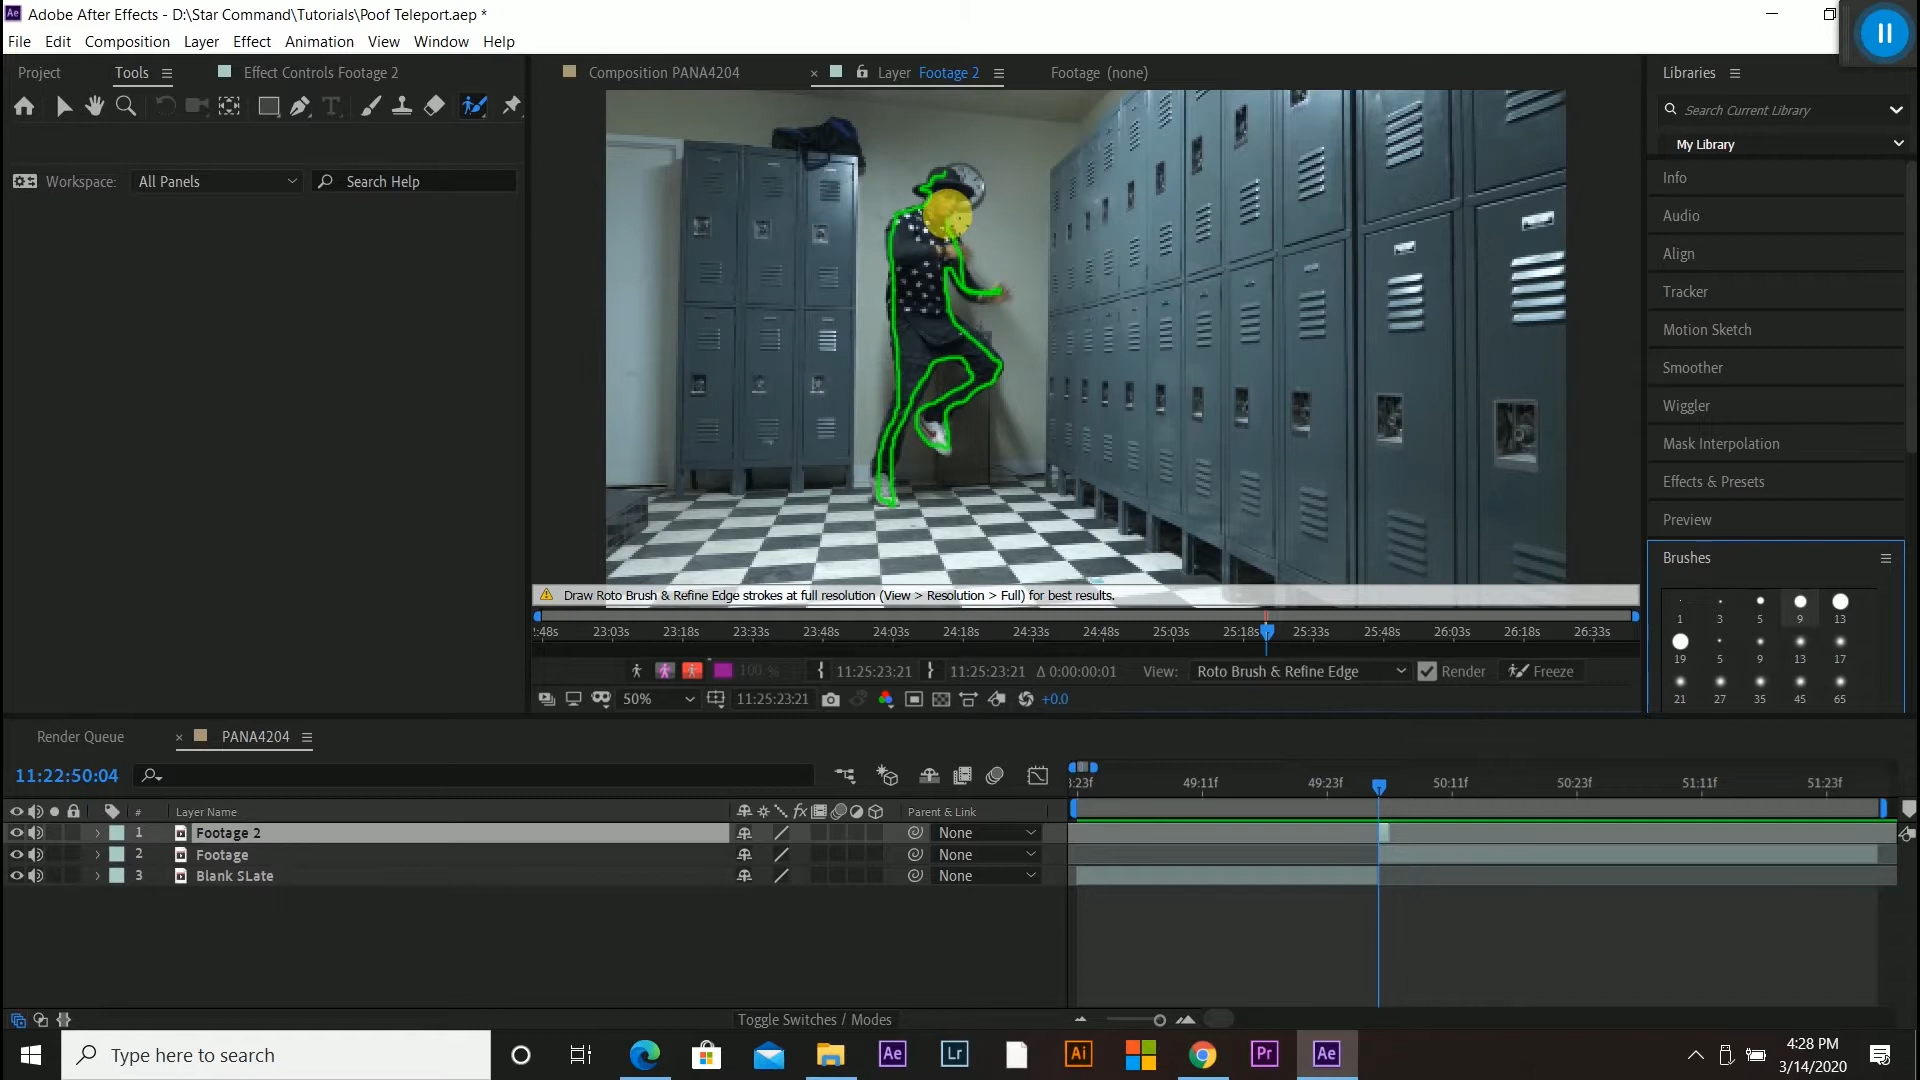 Ae Adobe After Effects - D:\Star Command\Tutorials\Poof Teleport.aep *
File Edit Composition Layer Effect Animation View Window Help
Project Tools Effect Controls Footage 2 Composition PANA4204 × Layer Footage 2 Footage (none) Libraries
Search Current Library
My Library
Workspace: All Panels Search Help
Info
Audio
Align
Tracker
Motion Sketch
Smoother
Wiggler
Mask Interpolation
Effects & Presets
Preview
Brushes
1 3 5 9 13
19 5 9 13 17
21 27 35 45 65
Draw Roto Brush & Refine Edge strokes at full resolution (View > Resolution > Full) for best results.
:48s 23:03s 23:18s 23:33s 23:48s 24:03s 24:18s 24:33s 24:48s 25:03s 25:18s 25:33s 25:48s 26:03s 26:18s 26:33s
100 % 11:25:23:21 11:25:23:21 Δ 0:00:00:01 View: Roto Brush & Refine Edge Render Freeze
50% 11:25:23:21 +0.0
Render Queue × PANA4204
11:22:50:04
:23f 49:11f 49:23f 50:11f 50:23f 51:11f 51:23f
# Layer Name fx Parent & Link
1 Footage 2 None
2 Footage None
3 Blank SLate None
Toggle Switches / Modes
Type here to search Ae Lr Ai Pr Ae
4:28 PM
3/14/2020